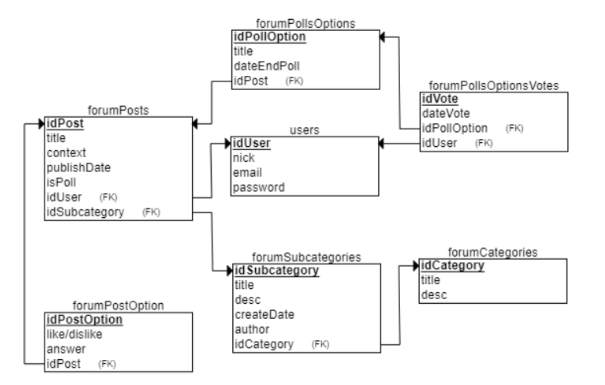 forumPollsOptions
idPollOption
title
dateEndPoll
idPost (FK)
forumPollsOptionsVotes
idVote
dateVote
idPollOption (FK)
idUser (FK)
forumPosts
idPost
title
context
publishDate
isPoll
idUser (FK)
idSubcategory (FK)
users
idUser
nick
email
password
forumSubcategories
idSubcategory
title
desc
createDate
author
idCategory (FK)
forumCategories
idCategory
title
desc
forumPostOption
idPostOption
like/dislike
answer
idPost (FK)